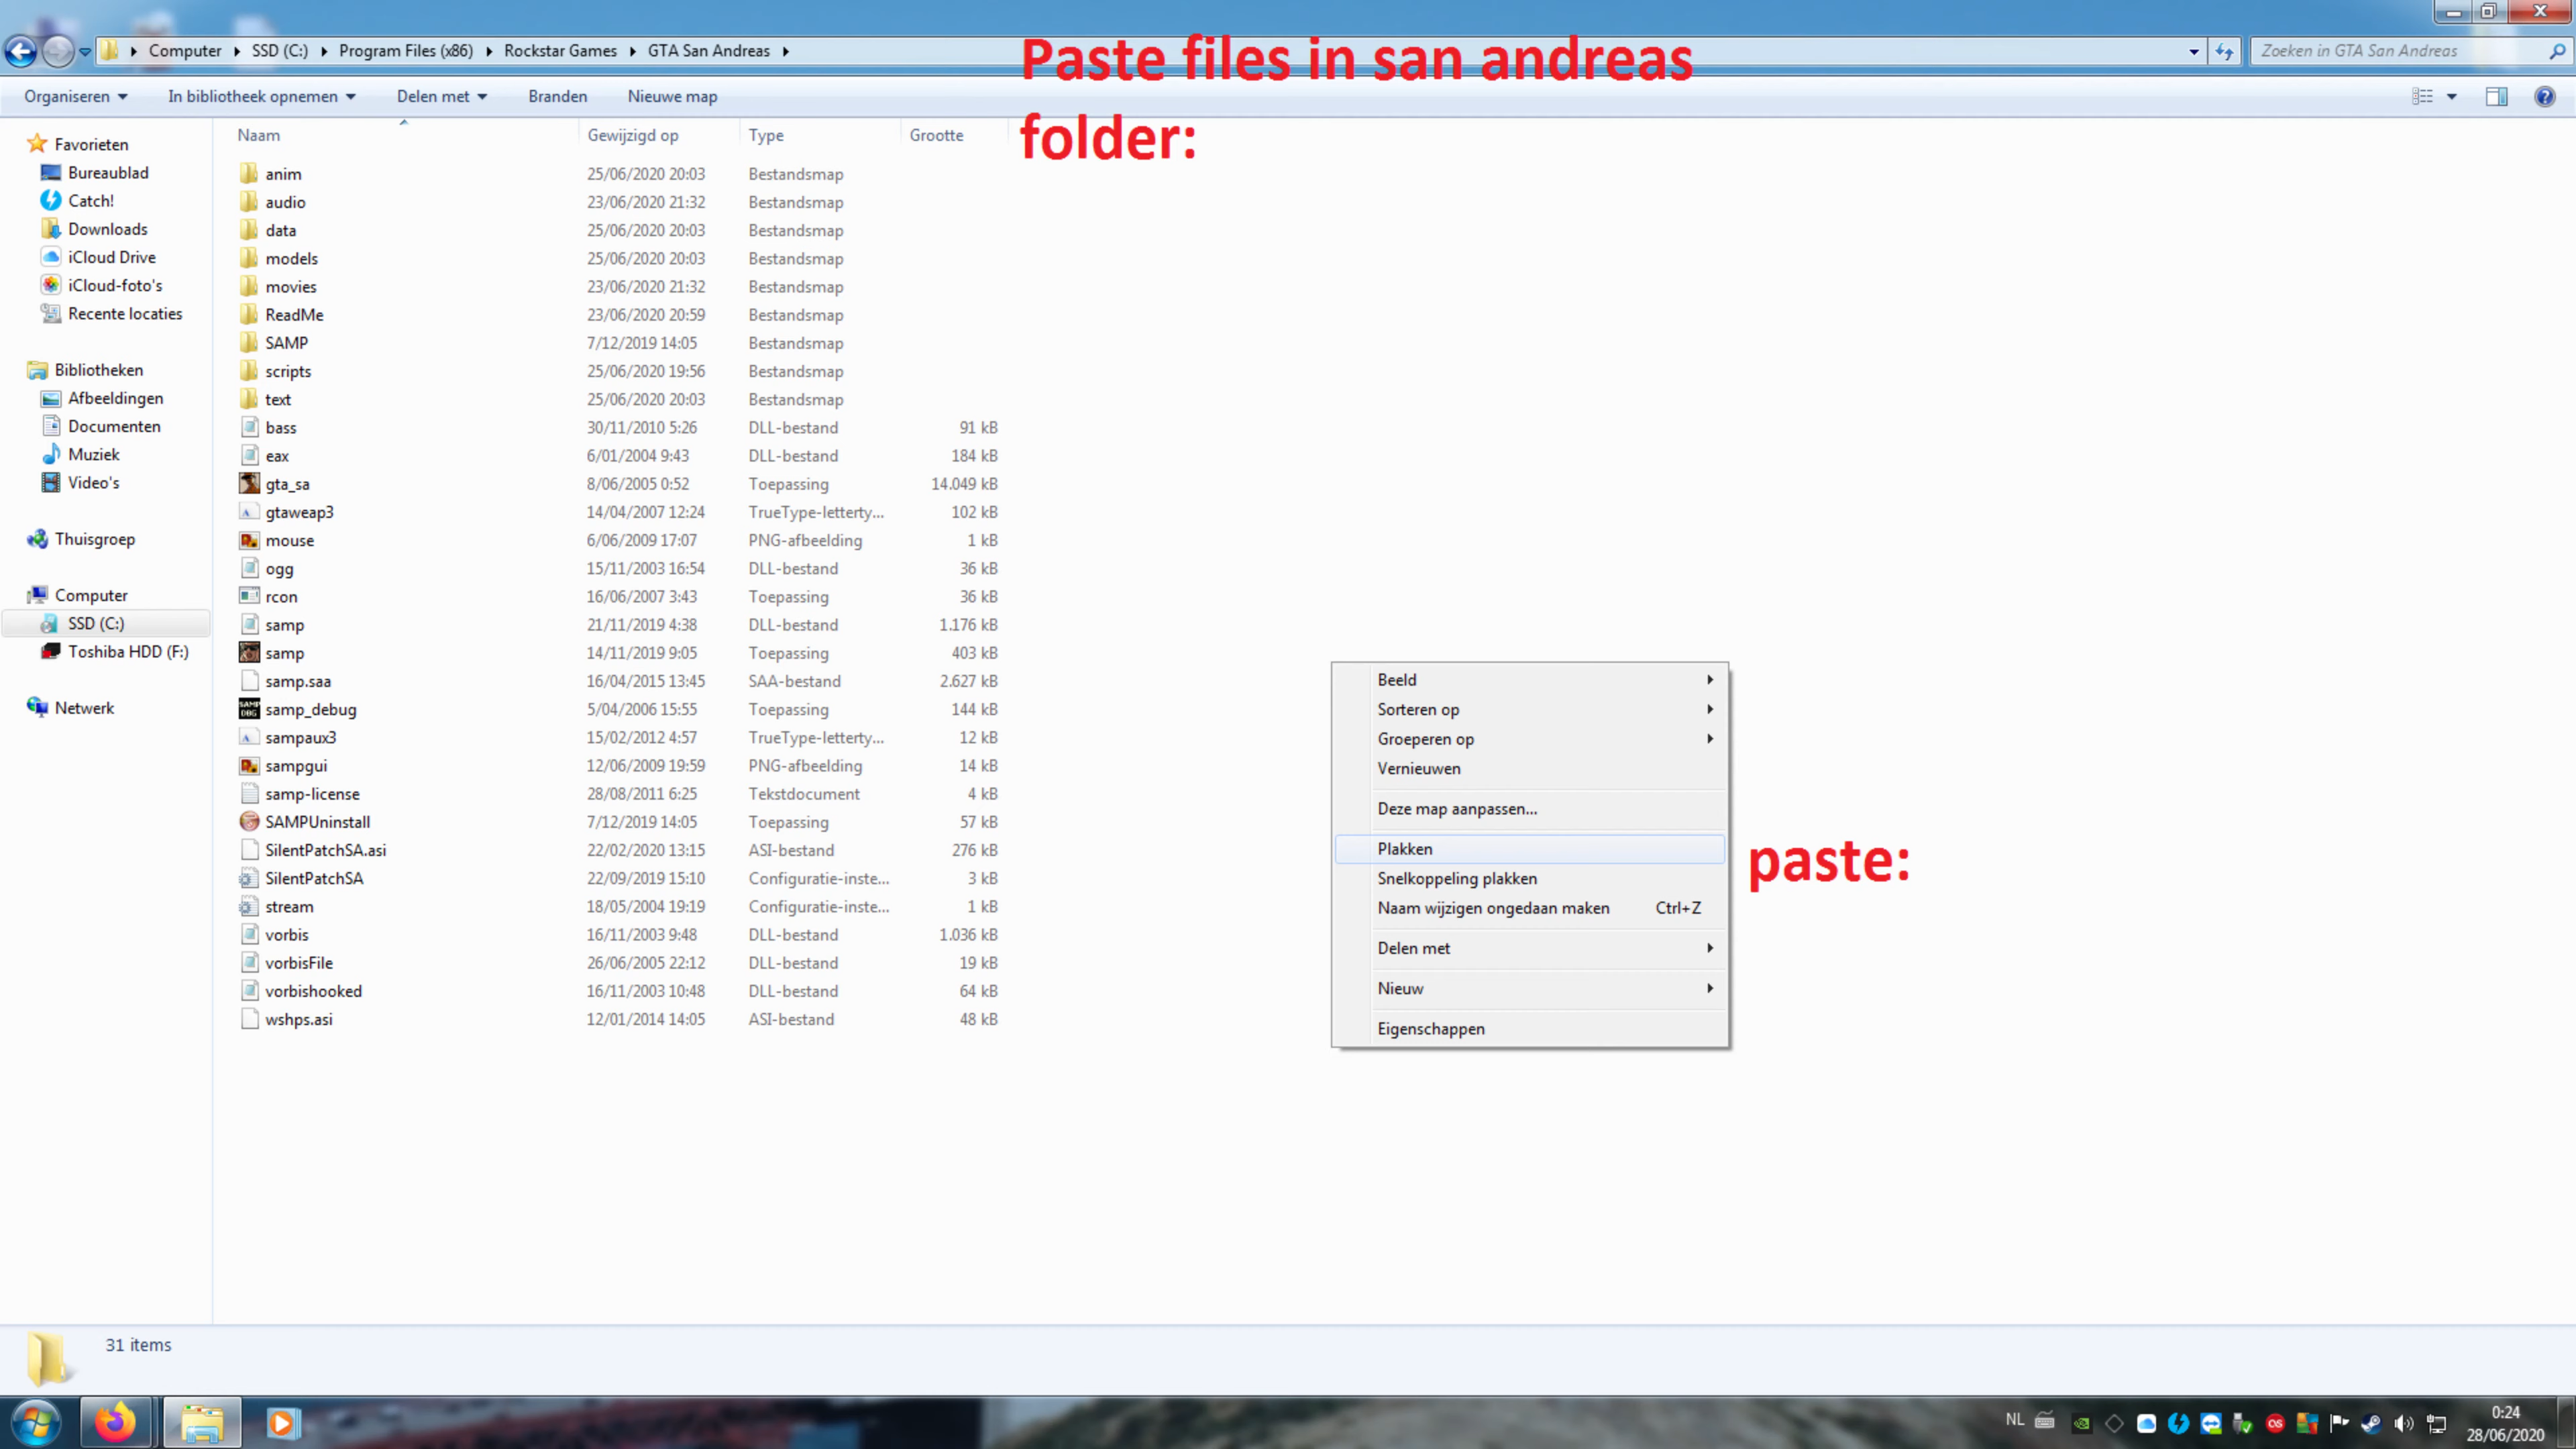 Computer ▸ SSD (C:) ▸ Program Files (x86) ▸ Rockstar Games ▸ GTA San Andreas ▸
Zoeken in GTA San Andreas
Paste files in san andreas
folder:
Organiseren In bibliotheek opnemen Delen met Branden Nieuwe map
Naam Gewijzigd op Type Grootte
Favorieten
Bureaublad
Catch!
Downloads
iCloud Drive
iCloud-foto's
Recente locaties
Bibliotheken
Afbeeldingen
Documenten
Muziek
Video's
Thuisgroep
Computer
SSD (C:)
Toshiba HDD (F:)
Netwerk
anim 25/06/2020 20:03 Bestandsmap
audio 23/06/2020 21:32 Bestandsmap
data 25/06/2020 20:03 Bestandsmap
models 25/06/2020 20:03 Bestandsmap
movies 23/06/2020 21:32 Bestandsmap
ReadMe 23/06/2020 20:59 Bestandsmap
SAMP 7/12/2019 14:05 Bestandsmap
scripts 25/06/2020 19:56 Bestandsmap
text 25/06/2020 20:03 Bestandsmap
bass 30/11/2010 5:26 DLL-bestand 91 kB
eax 6/01/2004 9:43 DLL-bestand 184 kB
gta_sa 8/06/2005 0:52 Toepassing 14.049 kB
gtaweap3 14/04/2007 12:24 TrueType-letterty... 102 kB
mouse 6/06/2009 17:07 PNG-afbeelding 1 kB
ogg 15/11/2003 16:54 DLL-bestand 36 kB
rcon 16/06/2007 3:43 Toepassing 36 kB
samp 21/11/2019 4:38 DLL-bestand 1.176 kB
samp 14/11/2019 9:05 Toepassing 403 kB
samp.saa 16/04/2015 13:45 SAA-bestand 2.627 kB
samp_debug 5/04/2006 15:55 Toepassing 144 kB
sampaux3 15/02/2012 4:57 TrueType-letterty... 12 kB
sampgui 12/06/2009 19:59 PNG-afbeelding 14 kB
samp-license 28/08/2011 6:25 Tekstdocument 4 kB
SAMPUninstall 7/12/2019 14:05 Toepassing 57 kB
SilentPatchSA.asi 22/02/2020 13:15 ASI-bestand 276 kB
SilentPatchSA 22/09/2019 15:10 Configuratie-inste... 3 kB
stream 18/05/2004 19:19 Configuratie-inste... 1 kB
vorbis 16/11/2003 9:48 DLL-bestand 1.036 kB
vorbisFile 26/06/2005 22:12 DLL-bestand 19 kB
vorbishooked 16/11/2003 10:48 DLL-bestand 64 kB
wshps.asi 12/01/2014 14:05 ASI-bestand 48 kB
Beeld
Sorteren op
Groeperen op
Vernieuwen
Deze map aanpassen...
Plakken
Snelkoppeling plakken
Naam wijzigen ongedaan maken Ctrl+Z
Delen met
Nieuw
Eigenschappen
paste:
31 items
NL
0:24
28/06/2020